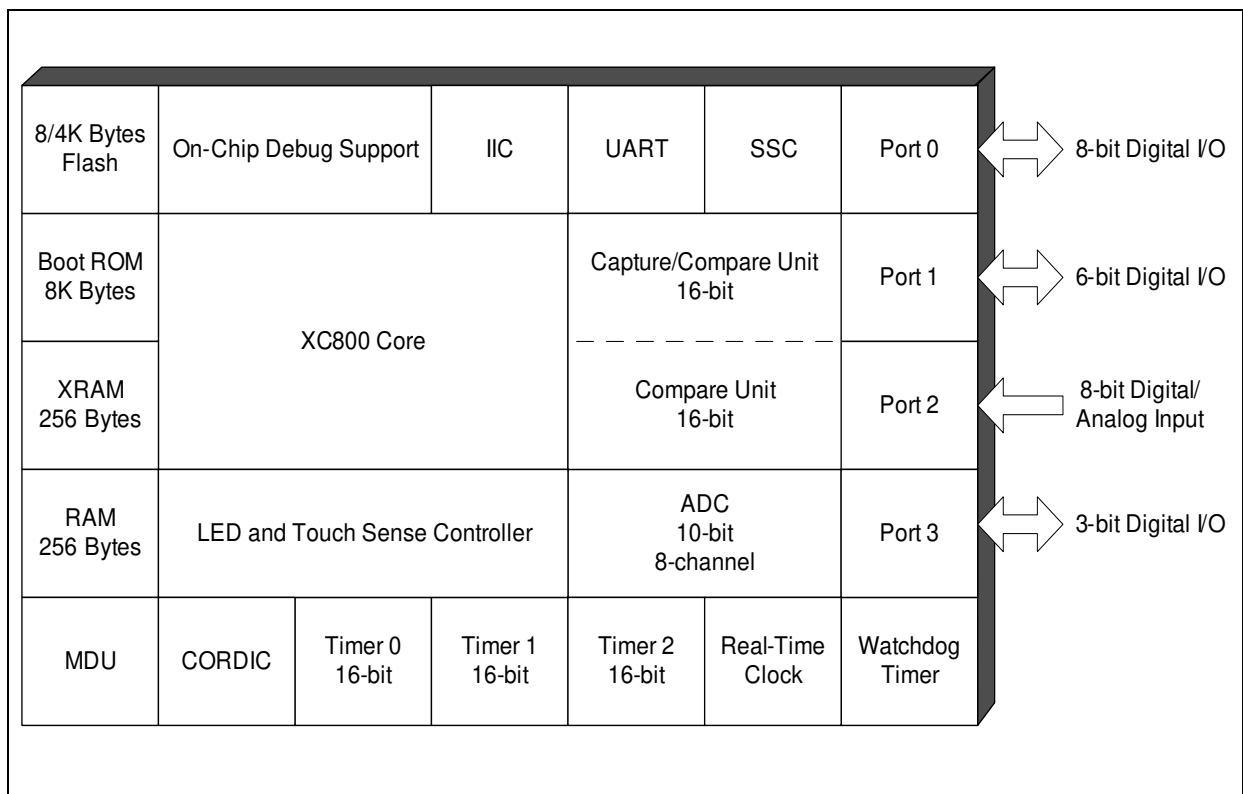 8/4K Bytes
Flash
On-Chip Debug Support
IIC
UART
SSC
Port 0
8-bit Digital I/O
Boot ROM
8K Bytes
XC800 Core
Capture/Compare Unit
16-bit
Port 1
6-bit Digital I/O
XRAM
256 Bytes
Compare Unit
16-bit
Port 2
8-bit Digital/
Analog Input
RAM
256 Bytes
LED and Touch Sense Controller
ADC
10-bit
8-channel
Port 3
3-bit Digital I/O
MDU
CORDIC
Timer 0
16-bit
Timer 1
16-bit
Timer 2
16-bit
Real-Time
Clock
Watchdog
Timer